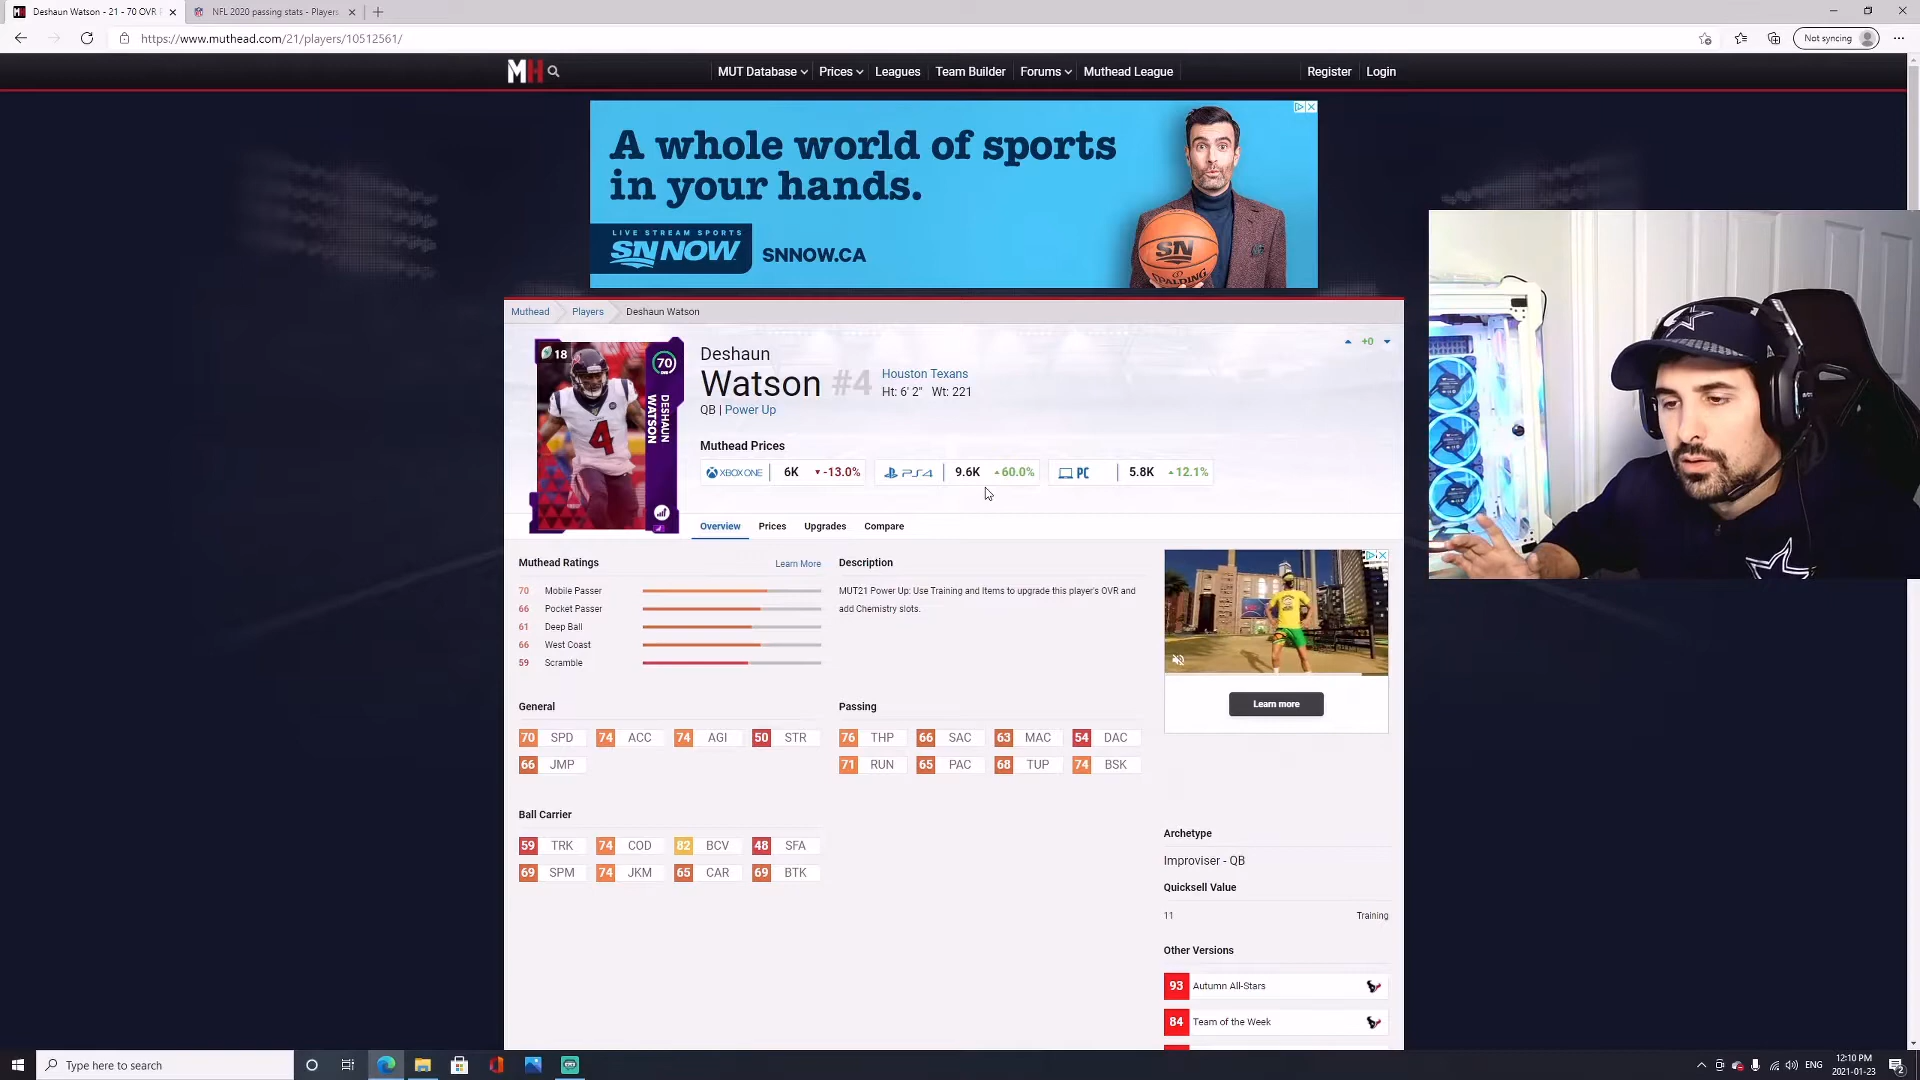 Deshaun Watson - 21 - 70 OVR
NFL 2020 passing stats - Players
https://www.muthead.com/21/players/10512561/
Not syncing
MH
MUT Database
Prices
Leagues
Team Builder
Forums
Muthead League
Register
Login
A whole world of sports
in your hands.
LIVE STREAM SPORTS
SN NOW
SNNOW.CA
SN
SPALDING
Muthead
Players
Deshaun Watson
18
70
OVR
DESHAUN
WATSON
4
Deshaun
Watson #4
Houston Texans
Ht: 6' 2" Wt: 221
QB | Power Up
+0
Muthead Prices
XBOX ONE 6K -13.0%
PS4 9.6K 60.0%
PC 5.8K 12.1%
Overview
Prices
Upgrades
Compare
Muthead Ratings
Learn More
70 Mobile Passer
66 Pocket Passer
61 Deep Ball
66 West Coast
59 Scramble
Description
MUT21 Power Up: Use Training and Items to upgrade this player's OVR and
add Chemistry slots.
Learn more
General
70 SPD 74 ACC 74 AGI 50 STR
66 JMP
Passing
76 THP 66 SAC 63 MAC 54 DAC
71 RUN 65 PAC 68 TUP 74 BSK
Ball Carrier
59 TRK 74 COD 82 BCV 48 SFA
69 SPM 74 JKM 65 CAR 69 BTK
Archetype
Improviser - QB
Quicksell Value
11 Training
Other Versions
93 Autumn All-Stars
84 Team of the Week
Type here to search
ENG
12:10 PM
2021-01-23
2